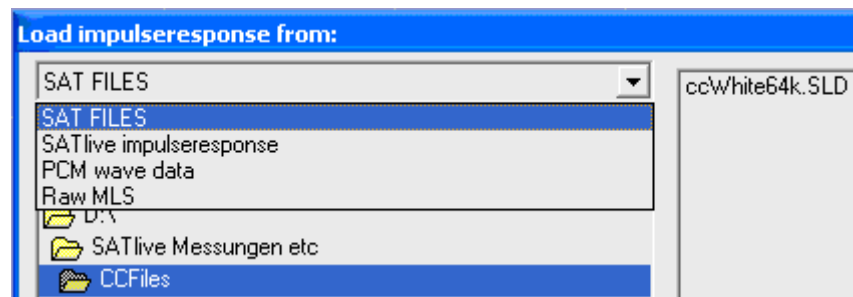 Load impulseresponse from:
SAT FILES
ccWhite64k.SLD
SAT FILES
SATlive impulseresponse
PCM wave data
Raw MLS
D:\
SATlive Messungen etc
CCFiles